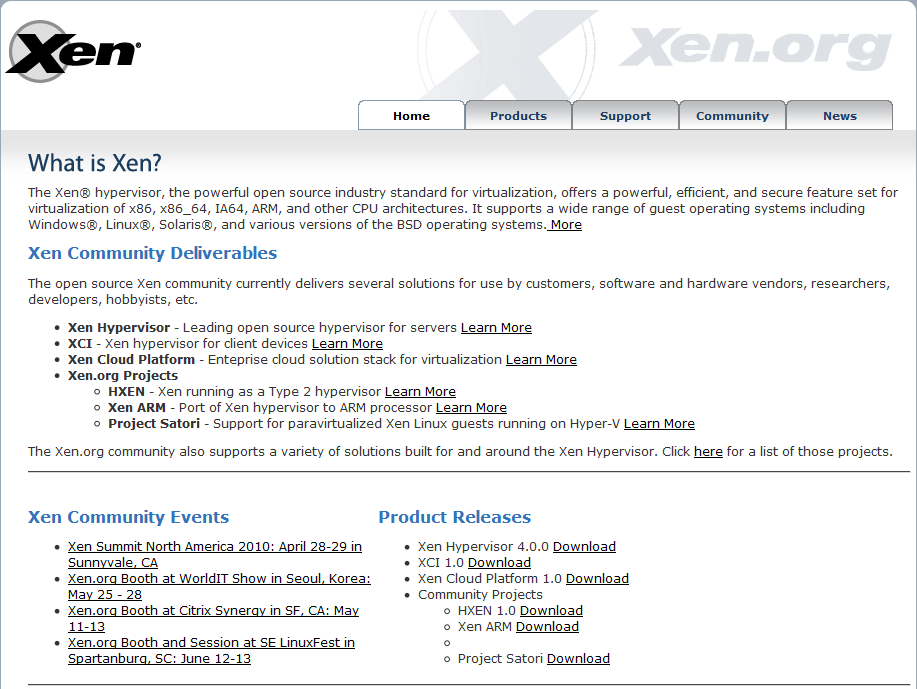 Xen®
Xen.org
Home
Products
Support
Community
News
What is Xen?
The Xen® hypervisor, the powerful open source industry standard for virtualization, offers a powerful, efficient, and secure feature set for
virtualization of x86, x86_64, IA64, ARM, and other CPU architectures. It supports a wide range of guest operating systems including
Windows®, Linux®, Solaris®, and various versions of the BSD operating systems. More
Xen Community Deliverables
The open source Xen community currently delivers several solutions for use by customers, software and hardware vendors, researchers,
developers, hobbyists, etc.
Xen Hypervisor - Leading open source hypervisor for servers Learn More
XCI - Xen hypervisor for client devices Learn More
Xen Cloud Platform - Enteprise cloud solution stack for virtualization Learn More
Xen.org Projects
HXEN - Xen running as a Type 2 hypervisor Learn More
Xen ARM - Port of Xen hypervisor to ARM processor Learn More
Project Satori - Support for paravirtualized Xen Linux guests running on Hyper-V Learn More
The Xen.org community also supports a variety of solutions built for and around the Xen Hypervisor. Click here for a list of those projects.
Xen Community Events
Xen Summit North America 2010: April 28-29 in
Sunnyvale, CA
Xen.org Booth at WorldIT Show in Seoul, Korea:
May 25 - 28
Xen.org Booth at Citrix Synergy in SF, CA: May
11-13
Xen.org Booth and Session at SE LinuxFest in
Spartanburg, SC: June 12-13
Product Releases
Xen Hypervisor 4.0.0 Download
XCI 1.0 Download
Xen Cloud Platform 1.0 Download
Community Projects
HXEN 1.0 Download
Xen ARM Download
Project Satori Download